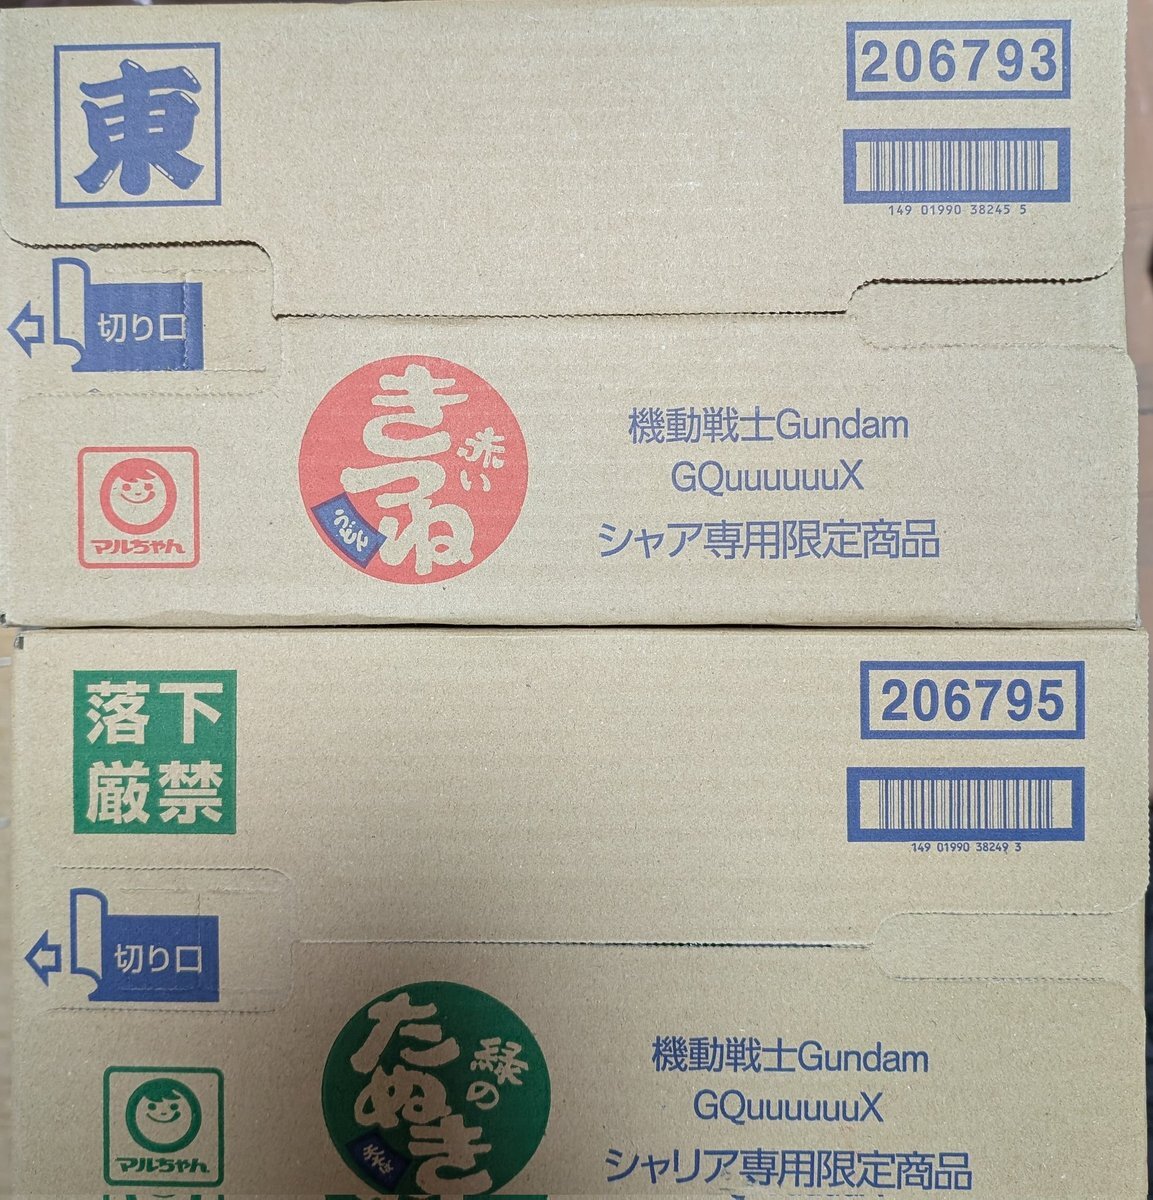 東
206793
149 01990 38245 5
切り口
マルちゃん
赤い
きつね
うどん
機動戦士Gundam
GQuuuuuuX
シャア専用限定商品
落下
厳禁
206795
149 01990 38249 3
切り口
マルちゃん
緑の
たぬき
天そば
機動戦士Gundam
GQuuuuuuX
シャリア専用限定商品